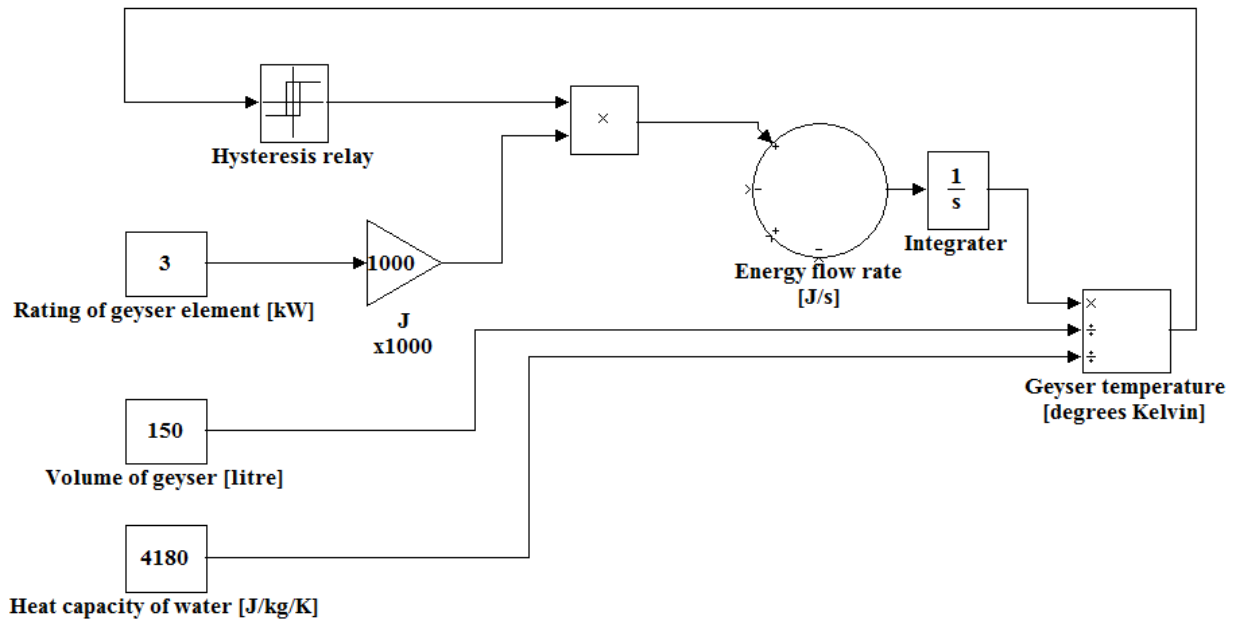 ×
Hysteresis relay
+
-
+
-
1
s
Integrater
3
1000
Energy flow rate
[J/s]
Rating of geyser element [kW]
J
x1000
×
÷
÷
Geyser temperature
[degrees Kelvin]
150
Volume of geyser [litre]
4180
Heat capacity of water [J/kg/K]